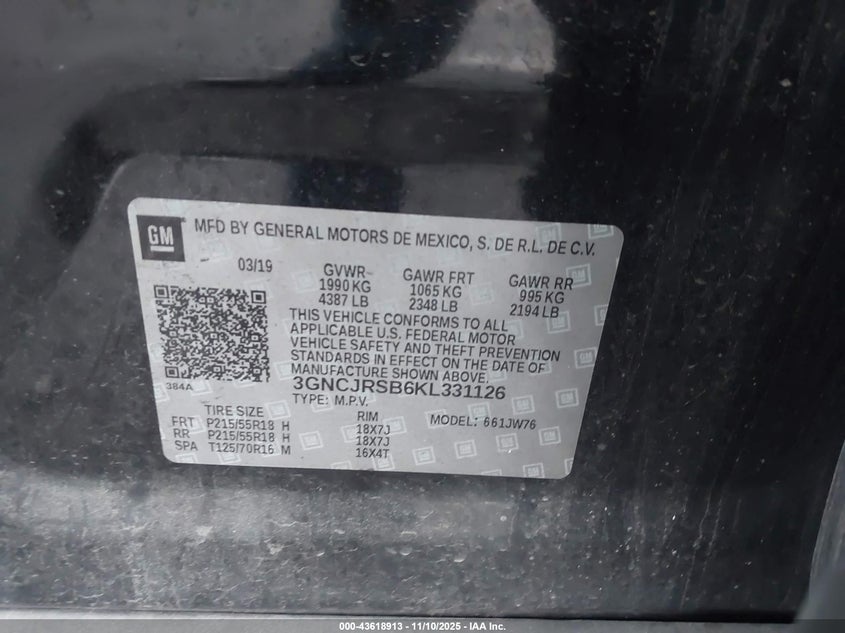 GM
MFD BY GENERAL MOTORS DE MEXICO, S. DE R.L. DE C.V.
03/19 GVWR GAWR FRT GAWR RR
1990 KG 1065 KG 995 KG
4387 LB 2348 LB 2194 LB
THIS VEHICLE CONFORMS TO ALL
APPLICABLE U.S. FEDERAL MOTOR
VEHICLE SAFETY AND THEFT PREVENTION
STANDARDS IN EFFECT ON THE DATE OF
MANUFACTURE SHOWN ABOVE.
384A 3GNCJRSB6KL331126
TYPE: M.P.V.
TIRE SIZE RIM MODEL: 661JW76
FRT P215/55R18 H 18X7J
RR P215/55R18 H 18X7J
SPA T125/70R16 M 16X4T
000-43618913 - 11/10/2025 - IAA Inc.